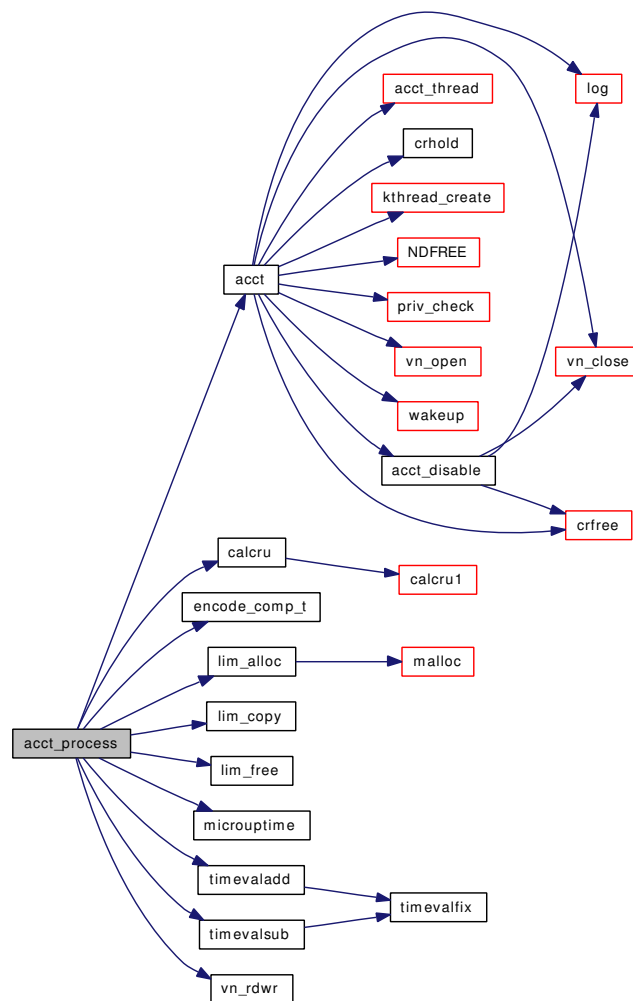 log
acct_thread
crhold
kthread_create
NDFREE
acct
priv_check
vn_open
vn_close
wakeup
acct_disable
crfree
calcru
calcru1
encode_comp_t
lim_alloc
malloc
lim_copy
acct_process
lim_free
microuptime
timevaladd
timevalfix
timevalsub
vn_rdwr